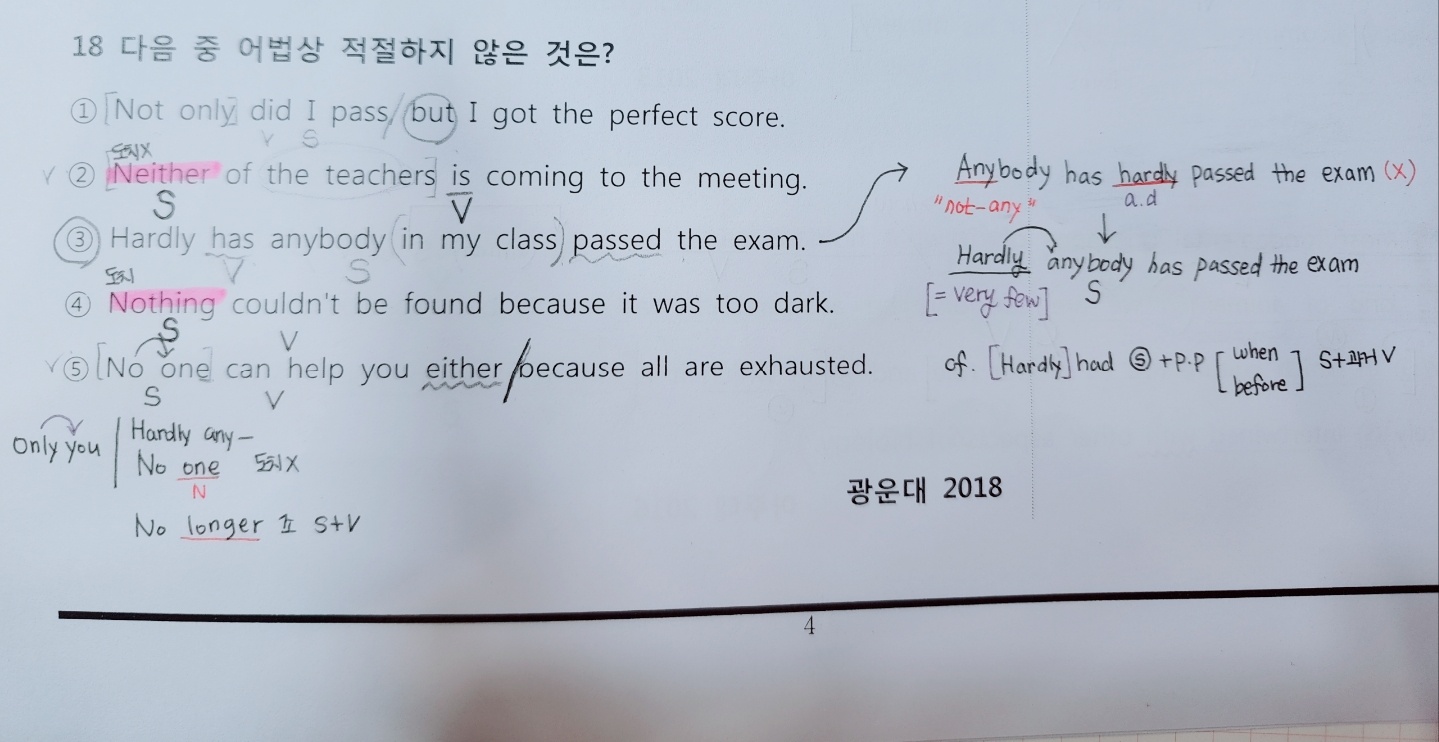 18 다음 중 어법상 적절하지 않은 것은?
① [Not only] did I pass / but I got the perfect score.
V S
도치X
✓ ② [Neither of the teachers] is coming to the meeting.
S V
③ Hardly has anybody (in my class) passed the exam.
V S
도치
④ Nothing couldn't be found because it was too dark.
S V
✓ ⑤ [No one] can help you either / because all are exhausted.
S V
Only you
Hardly any-
No one 도치X
N
No longer S+V
Anybody has hardly passed the exam (X)
"not-any" a.d
↓
Hardly anybody has passed the exam
[= very few] S
cf. [Hardly] had Ⓢ + P.P [when before] S+과거V
광운대 2018
4